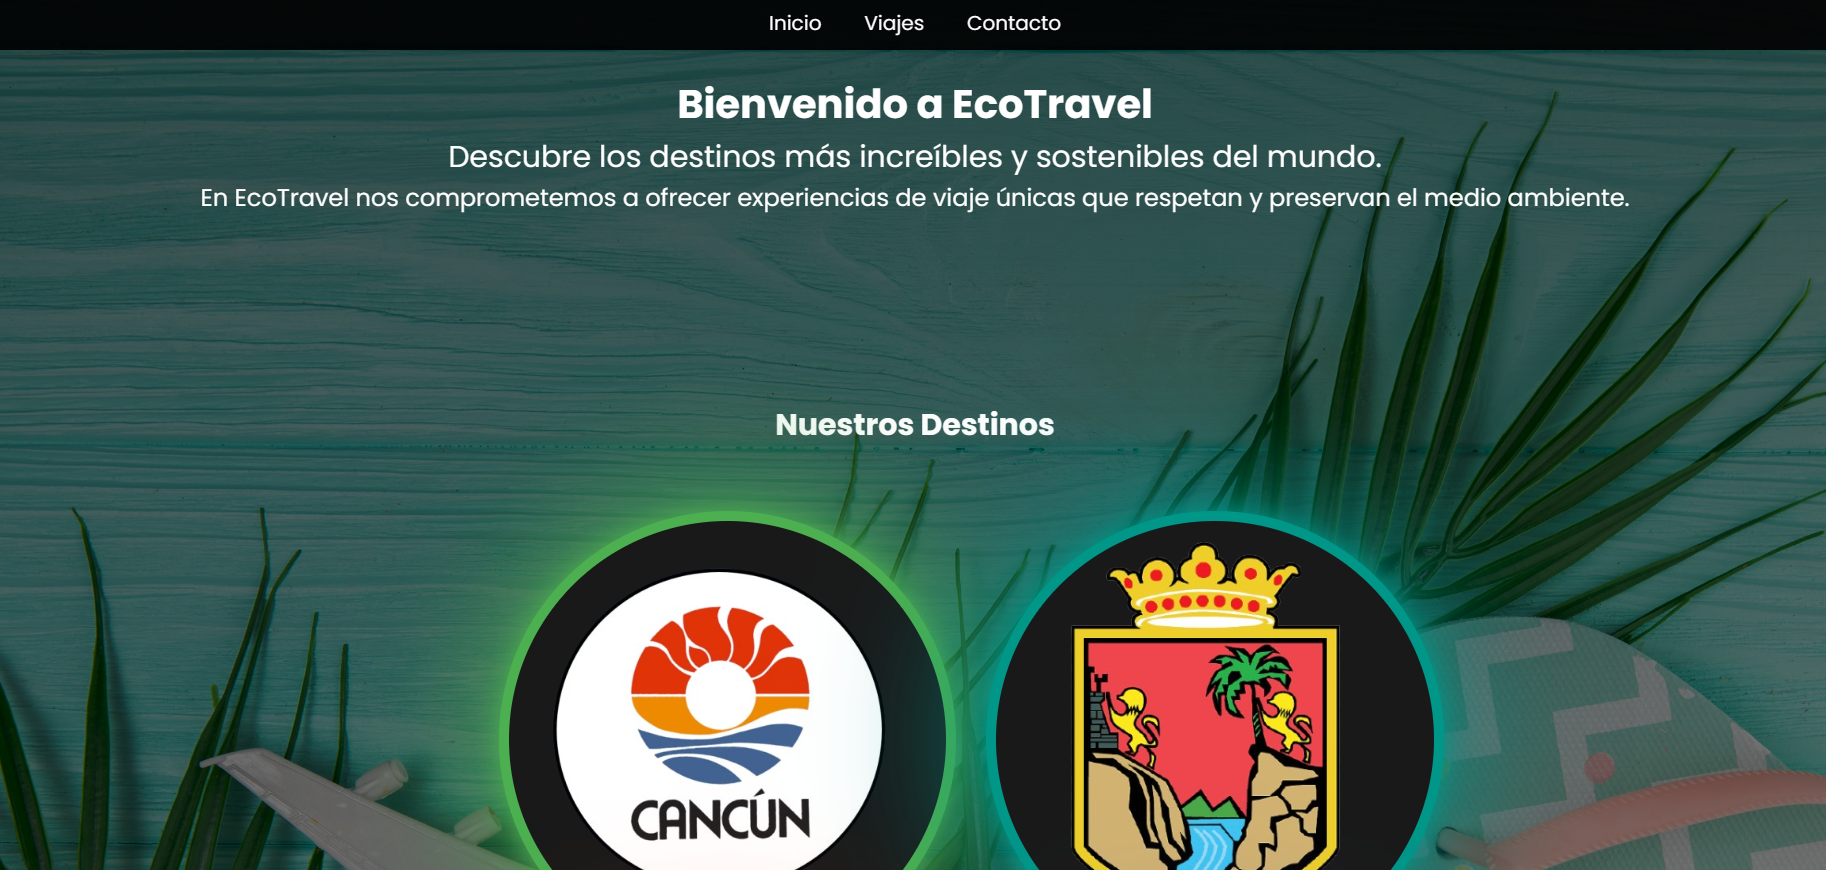 Inicio Viajes Contacto
Bienvenido a EcoTravel
Descubre los destinos más increíbles y sostenibles del mundo.
En EcoTravel nos comprometemos a ofrecer experiencias de viaje únicas que respetan y preservan el medio ambiente.
Nuestros Destinos
CANCÚN